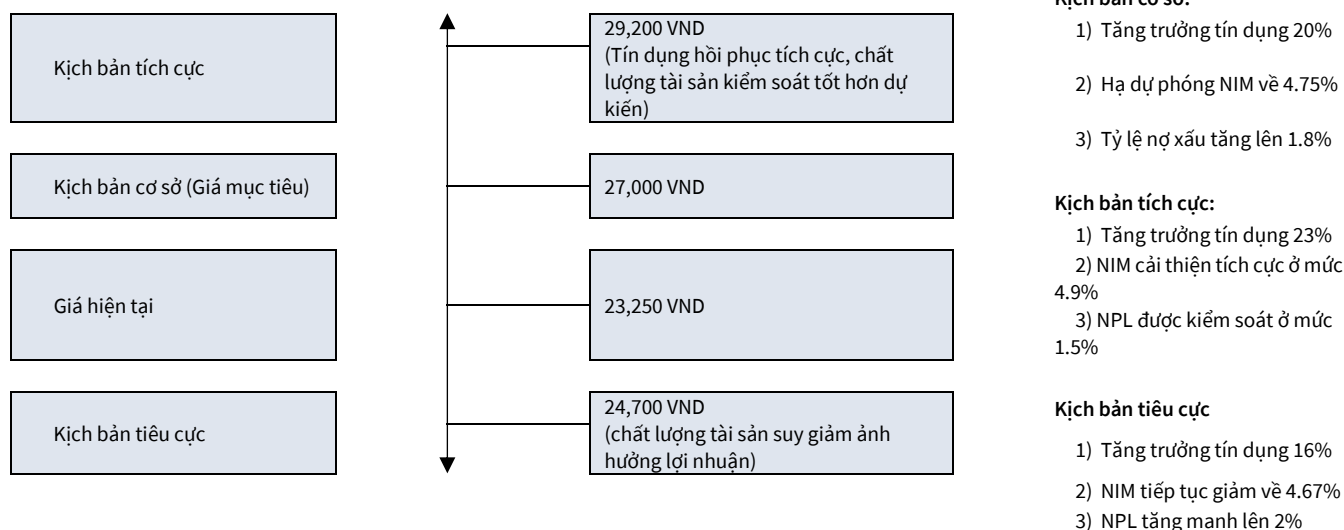 Kịch bản tích cực
29,200 VND
(Tín dụng hồi phục tích cực, chất
lượng tài sản kiểm soát tốt hơn dự
kiến)
Kịch bản cơ sở (Giá mục tiêu)
27,000 VND
Giá hiện tại
23,250 VND
Kịch bản tiêu cực
24,700 VND
(chất lượng tài sản suy giảm ảnh
hưởng lợi nhuận)
Kịch bản cơ sở:
1) Tăng trưởng tín dụng 20%
2) Hạ dự phóng NIM về 4.75%
3) Tỷ lệ nợ xấu tăng lên 1.8%
Kịch bản tích cực:
1) Tăng trưởng tín dụng 23%
2) NIM cải thiện tích cực ở mức
4.9%
3) NPL được kiểm soát ở mức
1.5%
Kịch bản tiêu cực
1) Tăng trưởng tín dụng 16%
2) NIM tiếp tục giảm về 4.67%
3) NPL tăng mạnh lên 2%